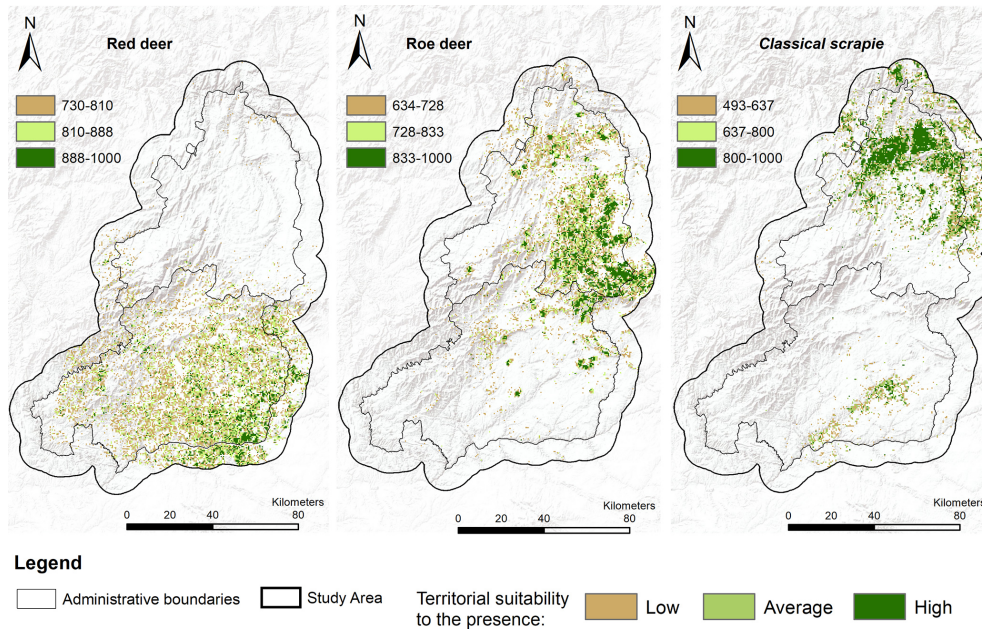 N
Red deer
730-810
810-888
888-1000
Kilometers
0 20 40 80
N
Roe deer
634-728
728-833
833-1000
Kilometers
0 20 40 80
N
Classical scrapie
493-637
637-800
800-1000
Kilometers
0 20 40 80
Legend
Administrative boundaries
Study Area
Territorial suitability
to the presence:
Low
Average
High